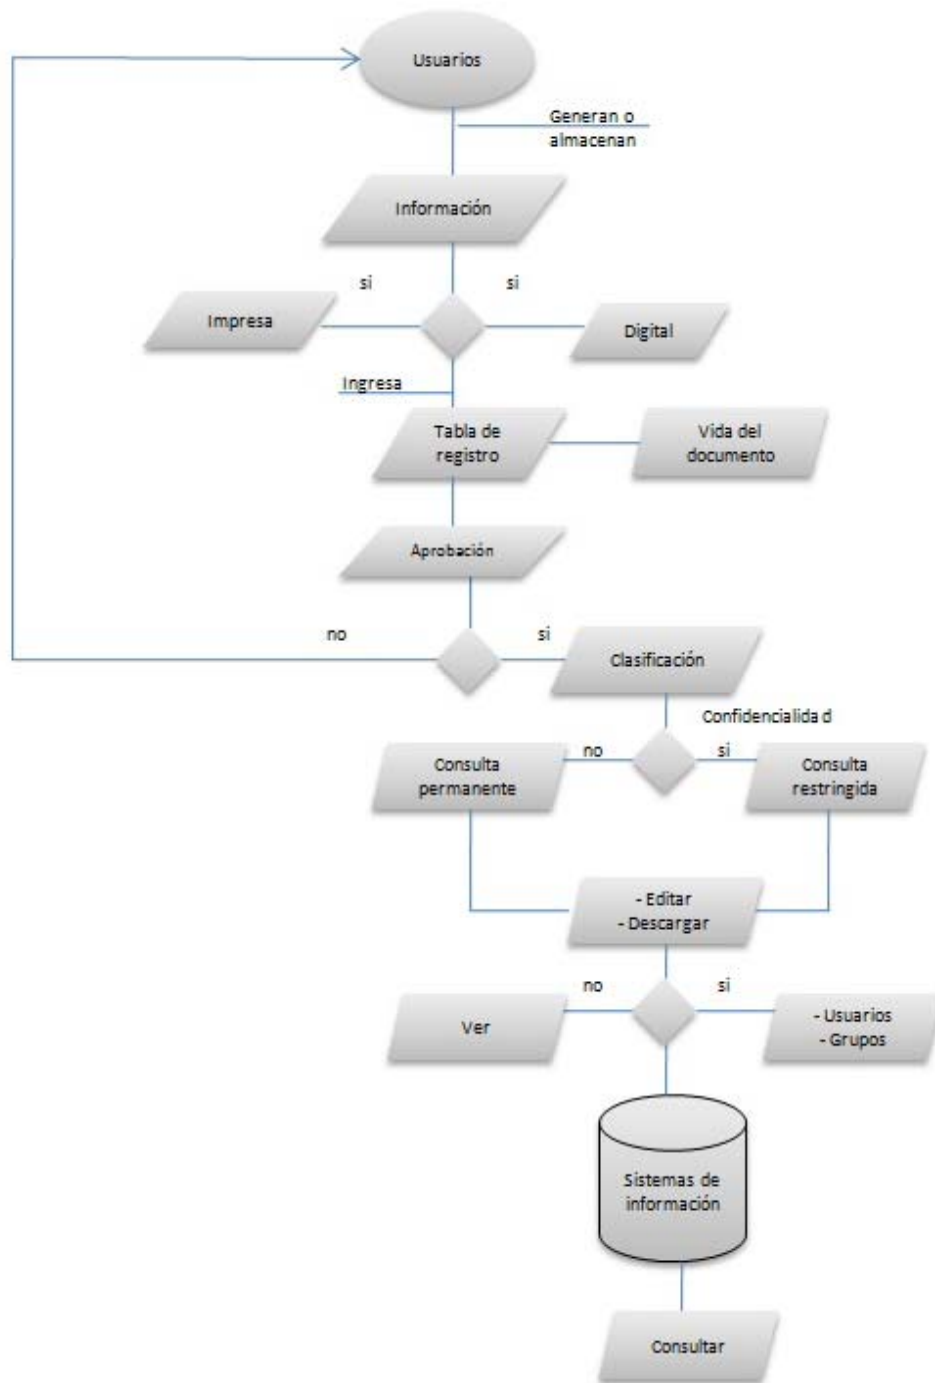 Usuarios
Generan o
almacenan
Información
si
si
Impresa
Digital
Ingresa
Tabla de
registro
Vida del
documento
Aprobación
no
si
Clasificación
Confidencialidad
no
si
Consulta
permanente
Consulta
restringida
- Editar
- Descargar
no
si
Ver
- Usuarios
- Grupos
Sistemas de
información
Consultar